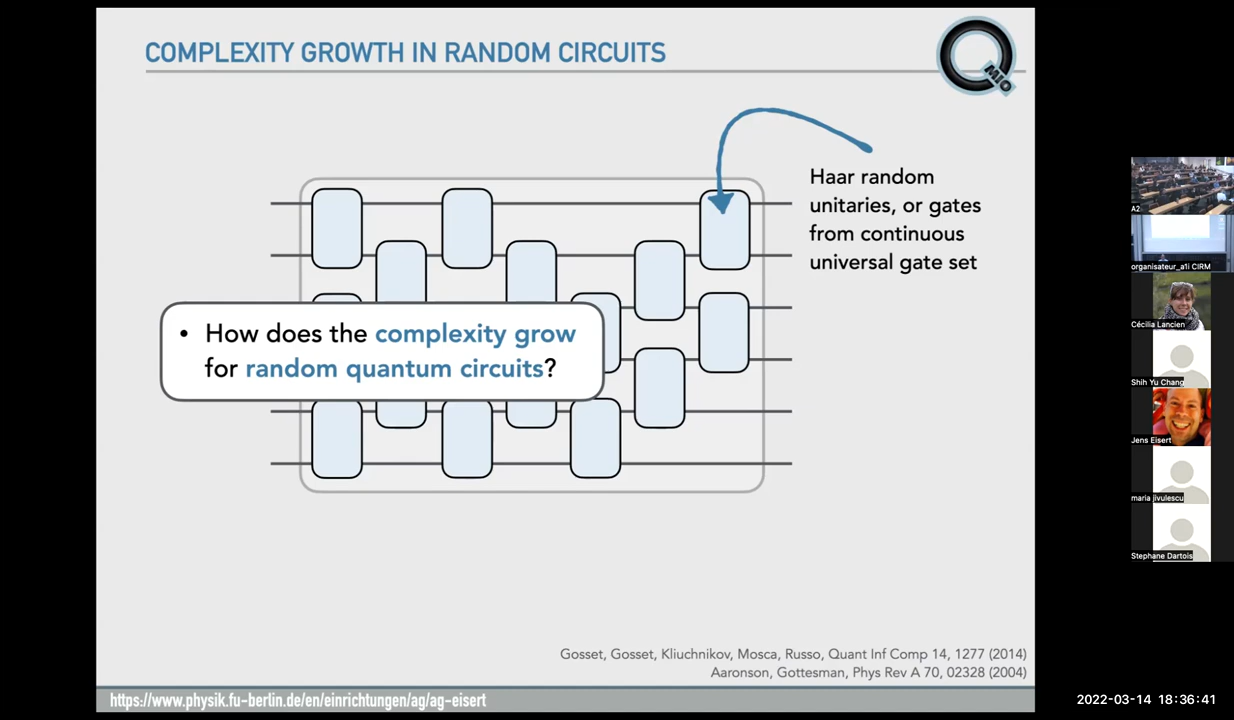 COMPLEXITY GROWTH IN RANDOM CIRCUITS
Q
MIO
Haar random
unitaries, or gates
from continuous
universal gate set
• How does the complexity grow
for random quantum circuits?
Gosset, Gosset, Kliuchnikov, Mosca, Russo, Quant Inf Comp 14, 1277 (2014)
Aaronson, Gottesman, Phys Rev A 70, 02328 (2004)
https://www.physik.fu-berlin.de/en/einrichtungen/ag/ag-eisert
A2
organisateur_a1i CIRM
Cécilia Lancien
Shih Yu Chang
Jens Eisert
maria jivulescu
Stephane Dartois
2022-03-14 18:36:41